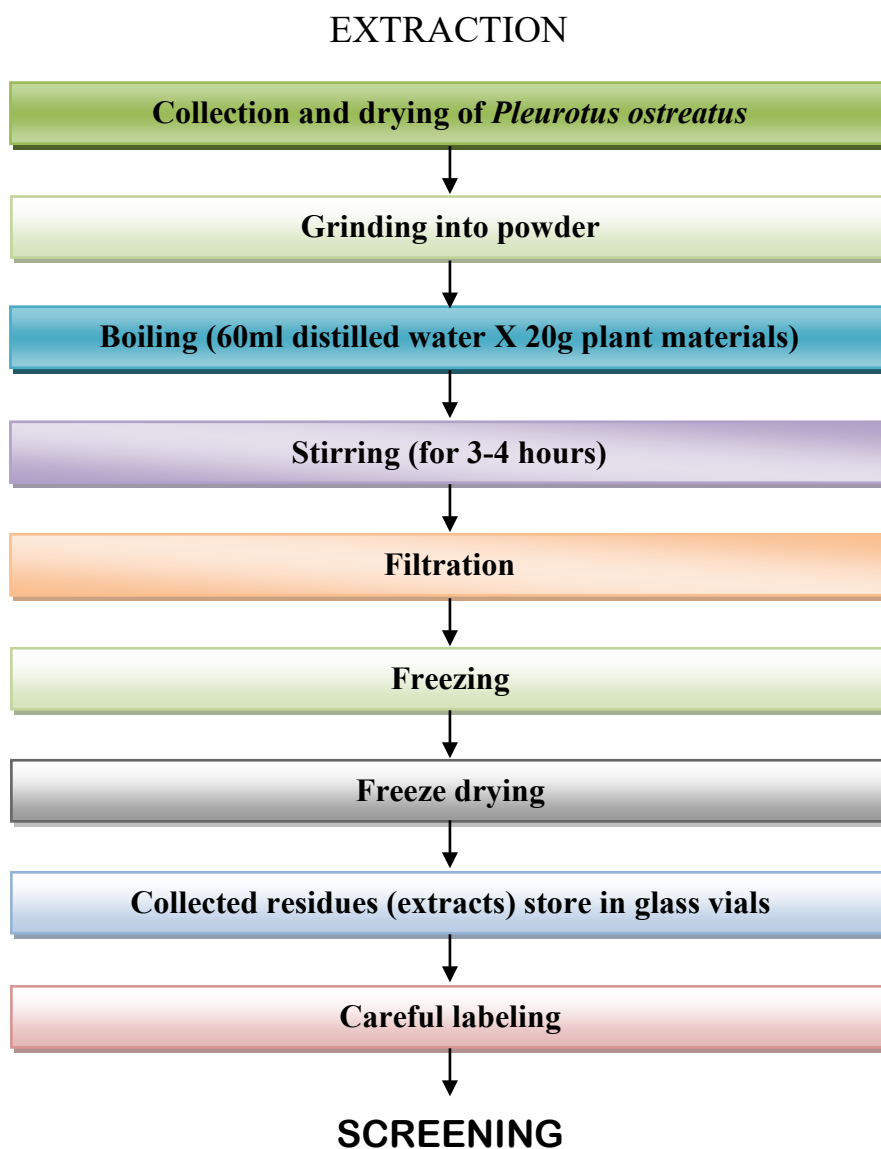 EXTRACTION
Collection and drying of Pleurotus ostreatus
Grinding into powder
Boiling (60ml distilled water X 20g plant materials)
Stirring (for 3-4 hours)
Filtration
Freezing
Freeze drying
Collected residues (extracts) store in glass vials
Careful labeling
SCREENING